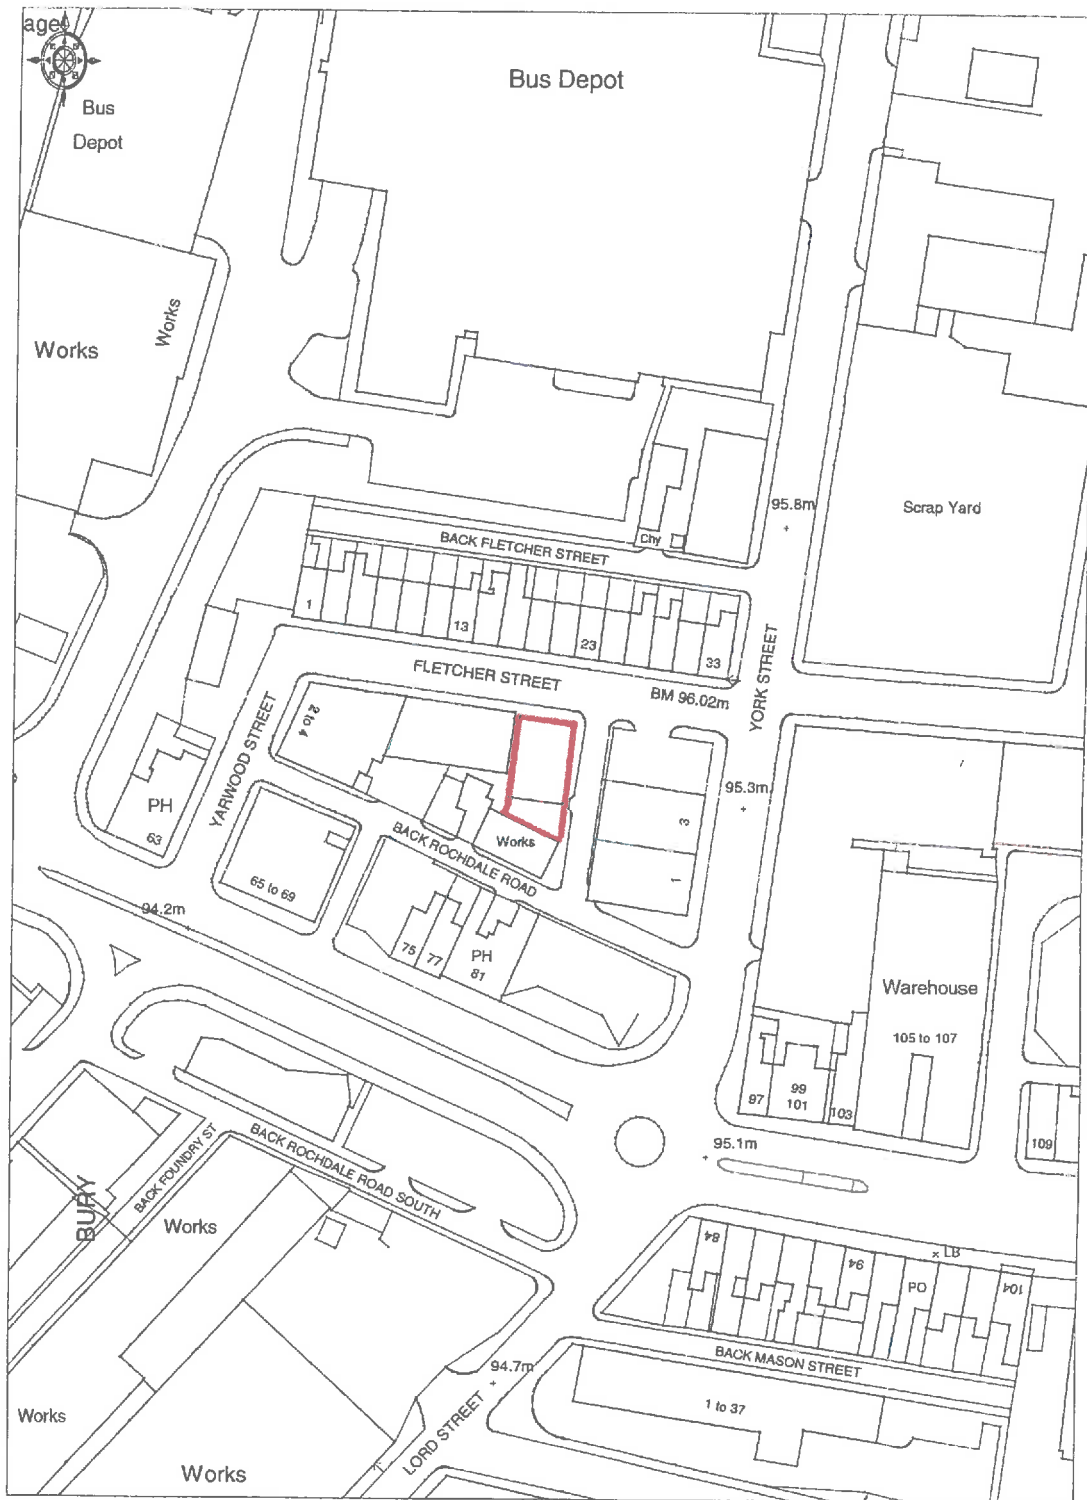 age
Bus
Depot
Bus Depot
Works
Works
95.8m
Scrap Yard
Chy
BACK FLETCHER STREET
1
13
23
33
FLETCHER STREET
BM 96.02m
YORK STREET
2 to 4
YARWOOD STREET
PH
63
95.3m
3
1
Works
BACK ROCHDALE ROAD
65 to 69
94.2m
75
77
PH
81
Warehouse
105 to 107
97
99
101
103
109
95.1m
BACK ROCHDALE ROAD SOUTH
BACK FOUNDRY ST
BURY
Works
84
94
PO
LB
104
BACK MASON STREET
94.7m
1 to 37
LORD STREET
Works
Works